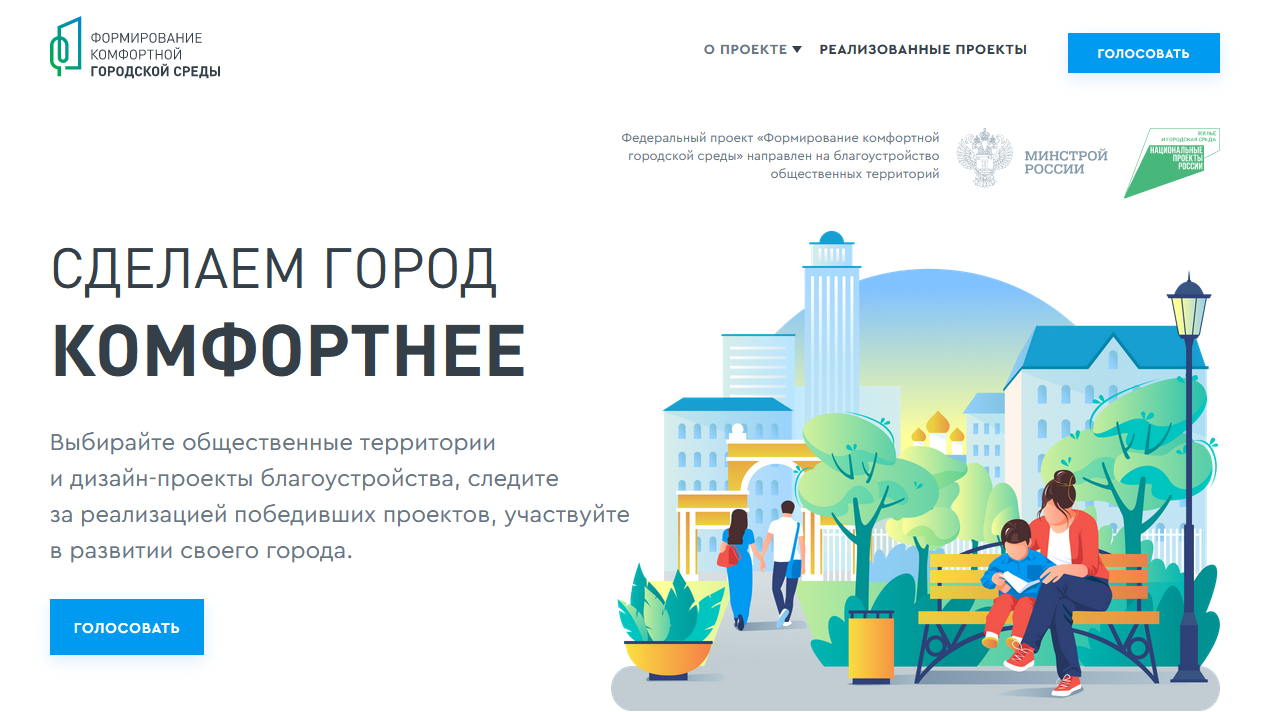 ФОРМИРОВАНИЕ
КОМФОРТНОЙ
ГОРОДСКОЙ СРЕДЫ
О ПРОЕКТЕ
РЕАЛИЗОВАННЫЕ ПРОЕКТЫ
ГОЛОСОВАТЬ
Федеральный проект «Формирование комфортной
городской среды» направлен на благоустройство
общественных территорий
МИНСТРОЙ
РОССИИ
ЖИЛЬЕ
И ГОРОДСКАЯ СРЕДА
НАЦИОНАЛЬНЫЕ
ПРОЕКТЫ
РОССИИ
СДЕЛАЕМ ГОРОД
КОМФОРТНЕЕ
Выбирайте общественные территории
и дизайн-проекты благоустройства, следите
за реализацией победивших проектов, участвуйте
в развитии своего города.
ГОЛОСОВАТЬ